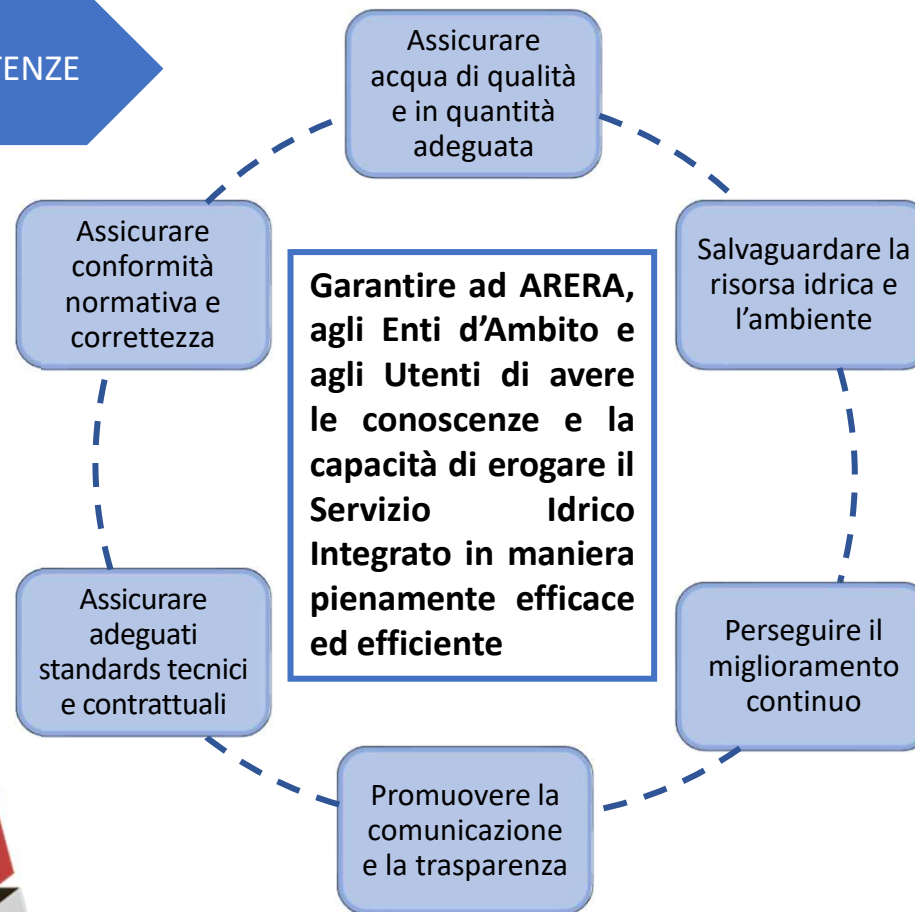 TENZE
Assicurare
acqua di qualità
e in quantità
adeguata
Assicurare
conformità
normativa e
correttezza
Salvaguardare la
risorsa idrica e
l’ambiente
Garantire ad ARERA,
agli Enti d’Ambito e
agli Utenti di avere
le conoscenze e la
capacità di erogare il
Servizio Idrico
Integrato in maniera
pienamente efficace
ed efficiente
Assicurare
adeguati
standards tecnici
e contrattuali
Perseguire il
miglioramento
continuo
Promuovere la
comunicazione
e la trasparenza